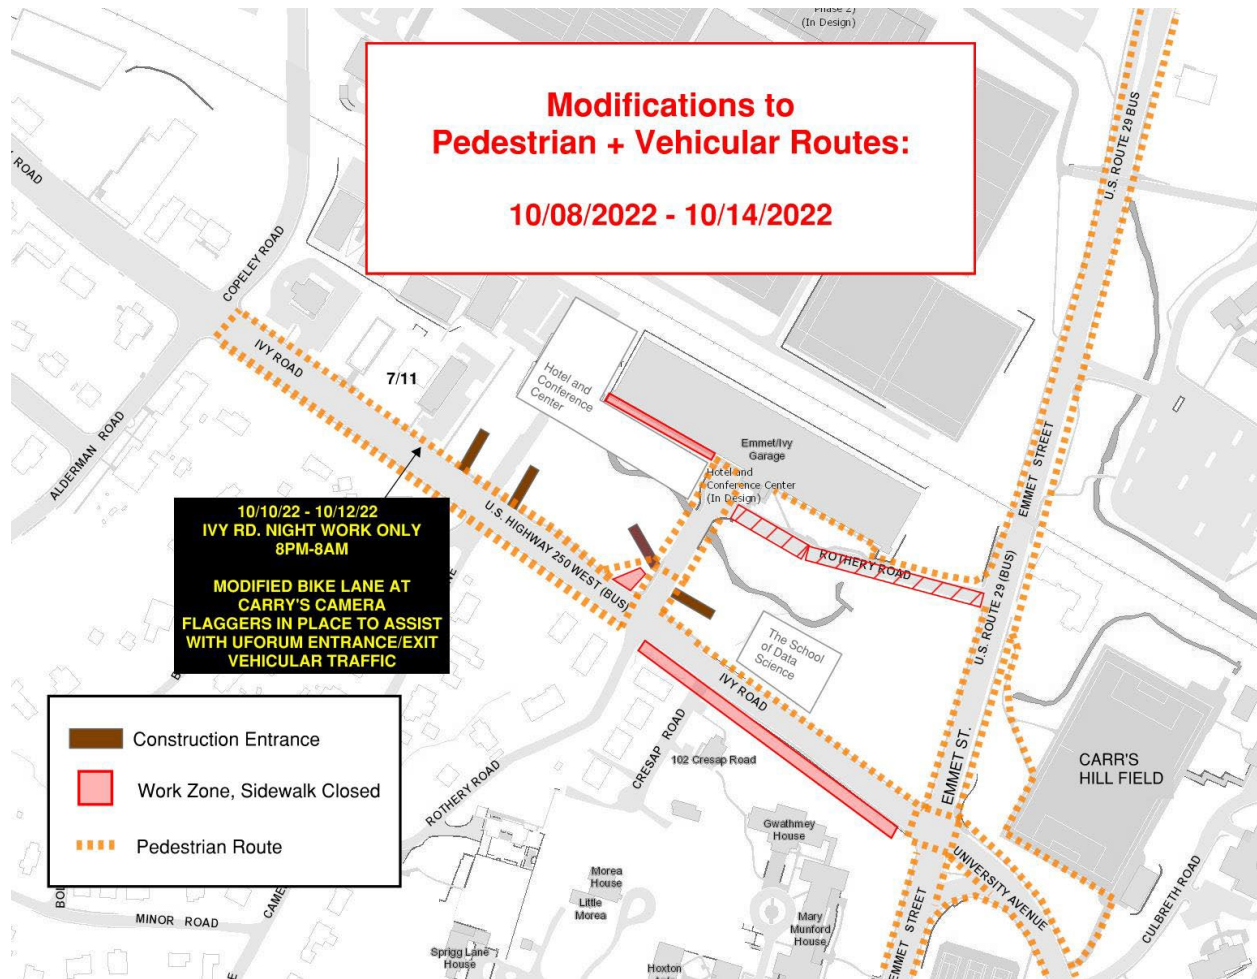 Phase 2)
(In Design)
Modifications to
Pedestrian + Vehicular Routes:
10/08/2022 - 10/14/2022
U.S. ROUTE 29 BUS
ROAD
COPELEY ROAD
IVY ROAD
7/11
Hotel and
Conference
Center
Emmet/Ivy
Garage
Hotel and
Conference Center
(In Design)
EMMET STREET
ALDERMAN ROAD
10/10/22 - 10/12/22
IVY RD. NIGHT WORK ONLY
8PM-8AM
MODIFIED BIKE LANE AT
CARRY'S CAMERA
FLAGGERS IN PLACE TO ASSIST
WITH UFORUM ENTRANCE/EXIT
VEHICULAR TRAFFIC
U.S. HIGHWAY 250 WEST (BUS)
ROTHERY ROAD
U.S. ROUTE 29 (BUS)
The School
of Data
Science
IVY ROAD
CRESAP ROAD
102 Cresap Road
EMMET ST.
CARR'S
HILL FIELD
Construction Entrance
Work Zone, Sidewalk Closed
Pedestrian Route
ROTHERY ROAD
Gwathmey
House
UNIVERSITY AVENUE
Morea
House
Little
Morea
Mary
Munford
House
EMMET STREET
CULBRETH ROAD
MINOR ROAD
Sprigg Lane
House
Hoxton